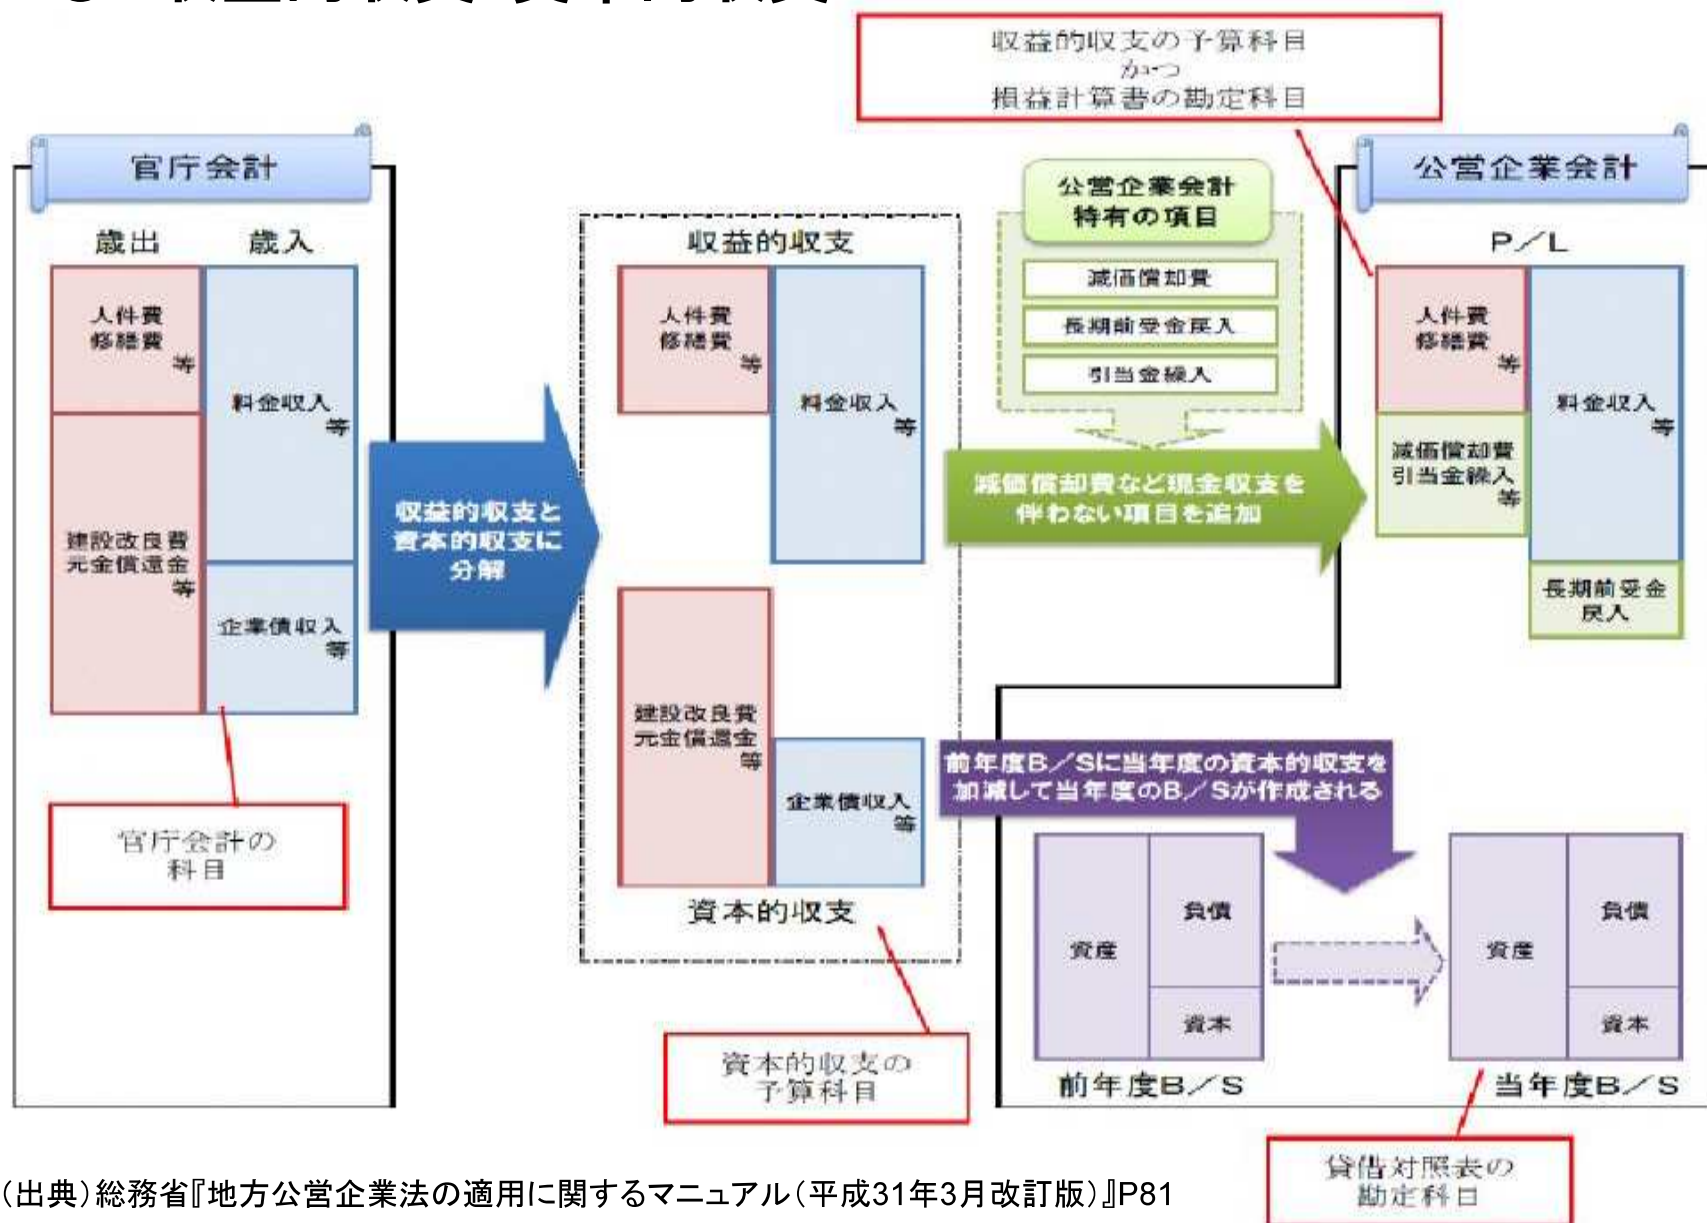 収益的収支の予算科目
かつ
損益計算書の勘定科目
官庁会計
歳出
歳入
人件費
修繕費
等
料金収入
等
建設改良費
元金償還金
等
企業債収入
等
官庁会計の
科目
収益的収支と
資本的収支に
分解
収益的収支
人件費
修繕費
等
料金収入
等
建設改良費
元金償還金
等
企業債収入
等
資本的収支
資本的収支の
予算科目
公営企業会計
特有の項目
減価償却費
長期前受金戻入
引当金繰入
減価償却費など現金収支を
伴わない項目を追加
公営企業会計
P/L
人件費
修繕費
等
料金収入
等
減価償却費
引当金繰入
等
長期前受金
戻入
前年度B/Sに当年度の資本的収支を
加減して当年度のB/Sが作成される
資産
負債
資本
前年度B/S
資産
負債
資本
当年度B/S
貸借対照表の
勘定科目
(出典)総務省『地方公営企業法の適用に関するマニュアル(平成31年3月改訂版)』P81